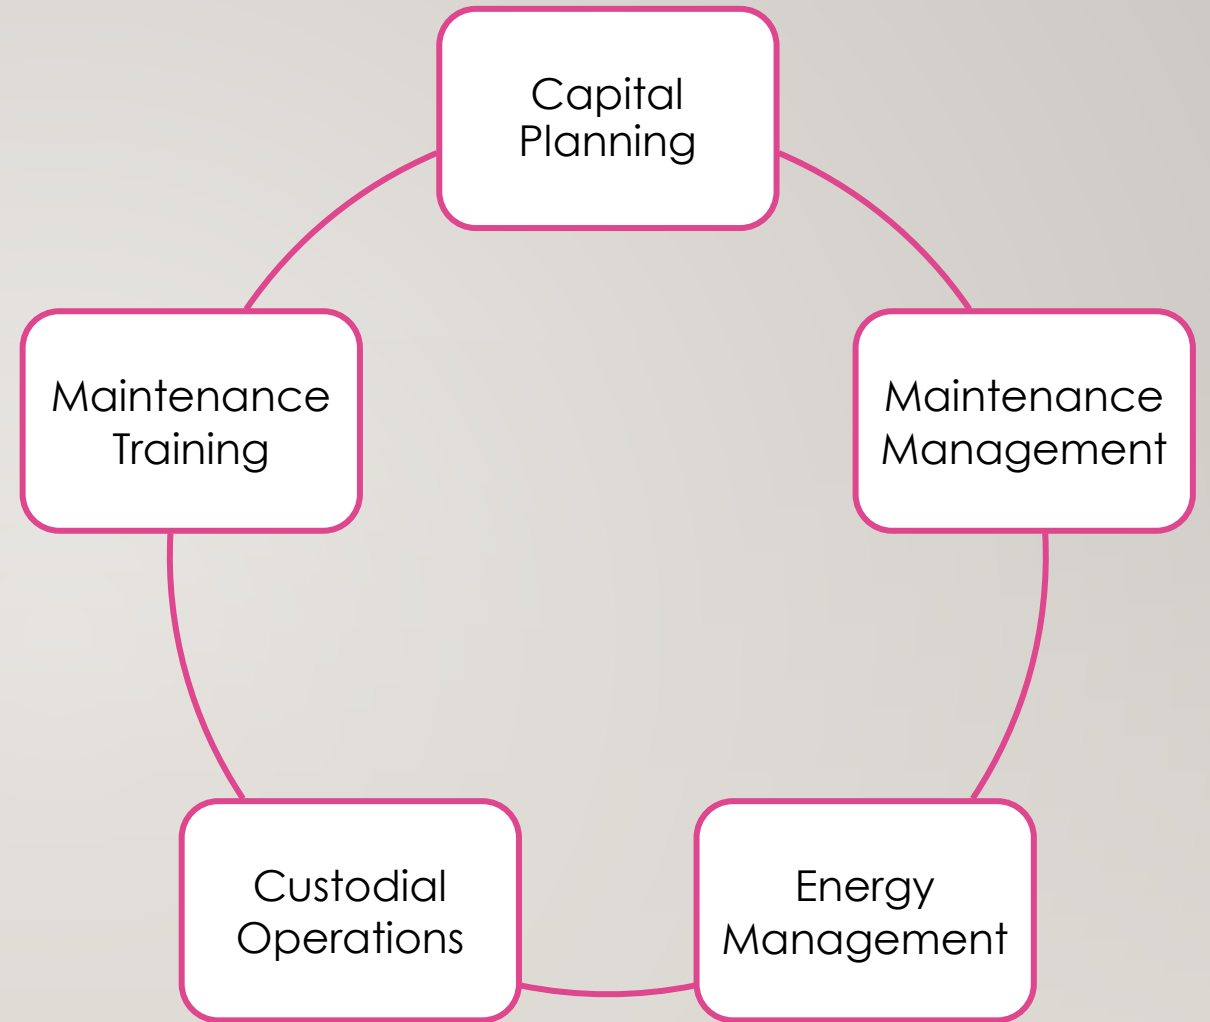 Capital
Planning
Maintenance
Management
Energy
Management
Custodial
Operations
Maintenance
Training